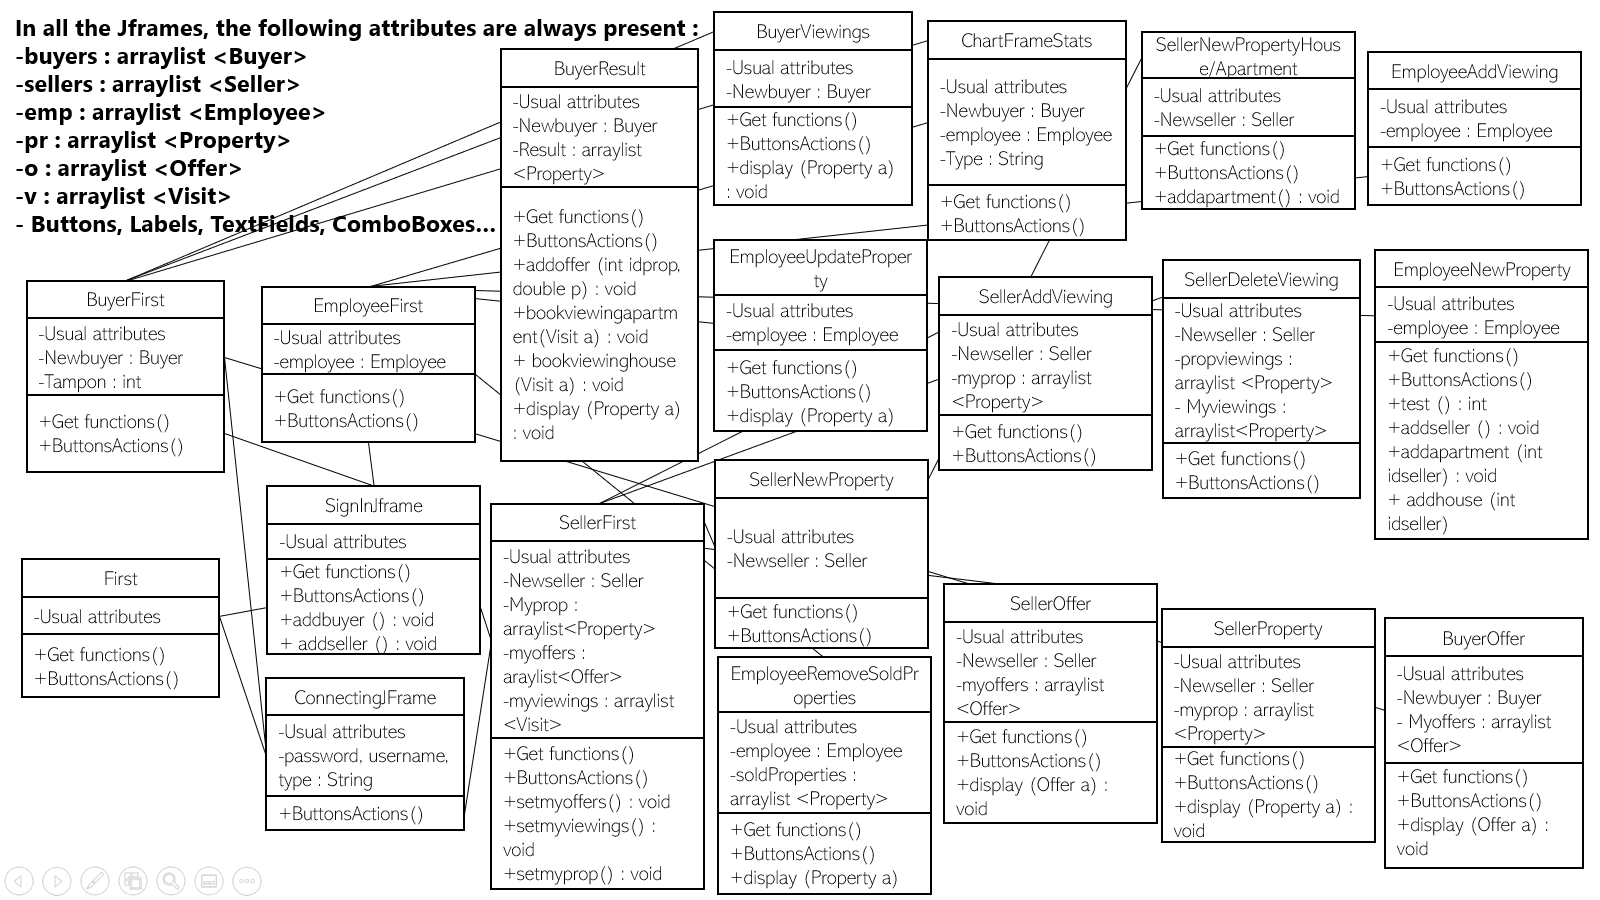 In all the Jframes, the following attributes are always present :
-buyers : arraylist <Buyer>
-sellers : arraylist <Seller>
-emp : arraylist <Employee>
-pr : arraylist <Property>
-o : arraylist <Offer>
-v : arraylist <Visit>
- Buttons, Labels, TextFields, ComboBoxes...
BuyerFirst
-Usual attributes
-Newbuyer : Buyer
-Tampon : int
+Get functions()
+ButtonsActions()
EmployeeFirst
-Usual attributes
-employee : Employee
+Get functions()
+ButtonsActions()
BuyerResult
-Usual attributes
-Newbuyer : Buyer
-Result : arraylist
<Property>
+Get functions()
+ButtonsActions()
+addoffer (int idprop,
double p) : void
+bookviewingapartm
ent(Visit a) : void
+ bookviewinghouse
(Visit a) : void
+display (Property a)
: void
BuyerViewings
-Usual attributes
-Newbuyer : Buyer
+Get functions()
+ButtonsActions()
+display (Property a)
: void
ChartFrameStats
-Usual attributes
-Newbuyer : Buyer
-employee : Employee
-Type : String
+Get functions()
+ButtonsActions()
SellerNewPropertyHous
e/Apartment
-Usual attributes
-Newseller : Seller
+Get functions()
+ButtonsActions()
+addapartment() : void
EmployeeAddViewing
-Usual attributes
-employee : Employee
+Get functions()
+ButtonsActions()
EmployeeUpdateProper
ty
-Usual attributes
-employee : Employee
+Get functions()
+ButtonsActions()
+display (Property a)
SellerAddViewing
-Usual attributes
-Newseller : Seller
-myprop : arraylist
<Property>
+Get functions()
+ButtonsActions()
SellerDeleteViewing
-Usual attributes
-Newseller : Seller
-propviewings :
arraylist <Property>
- Myviewings :
arraylist<Property>
+Get functions()
+ButtonsActions()
EmployeeNewProperty
-Usual attributes
-employee : Employee
+Get functions()
+ButtonsActions()
+test () : int
+addseller () : void
+addapartment (int
idseller) : void
+ addhouse (int
idseller)
First
-Usual attributes
+Get functions()
+ButtonsActions()
SignInJframe
-Usual attributes
+Get functions()
+ButtonsActions()
+addbuyer () : void
+ addseller () : void
ConnectingJFrame
-Usual attributes
-password, username,
type : String
+ButtonsActions()
SellerFirst
-Usual attributes
-Newseller : Seller
-Myprop :
arraylist<Property>
-myoffers :
araylist<Offer>
-myviewings : arraylist
<Visit>
+Get functions()
+ButtonsActions()
+setmyoffers() : void
+setmyviewings() :
void
+setmyprop() : void
SellerNewProperty
-Usual attributes
-Newseller : Seller
+Get functions()
+ButtonsActions()
EmployeeRemoveSoldPr
operties
-Usual attributes
-employee : Employee
-soldProperties :
arraylist <Property>
+Get functions()
+ButtonsActions()
+display (Property a)
SellerOffer
-Usual attributes
-Newseller : Seller
-myoffers : arraylist
<Offer>
+Get functions()
+ButtonsActions()
+display (Offer a) :
void
SellerProperty
-Usual attributes
-Newseller : Seller
-myprop : arraylist
<Property>
+Get functions()
+ButtonsActions()
+display (Property a) :
void
BuyerOffer
-Usual attributes
-Newbuyer : Buyer
- Myoffers : arraylist
<Offer>
+Get functions()
+ButtonsActions()
+display (Offer a) :
void